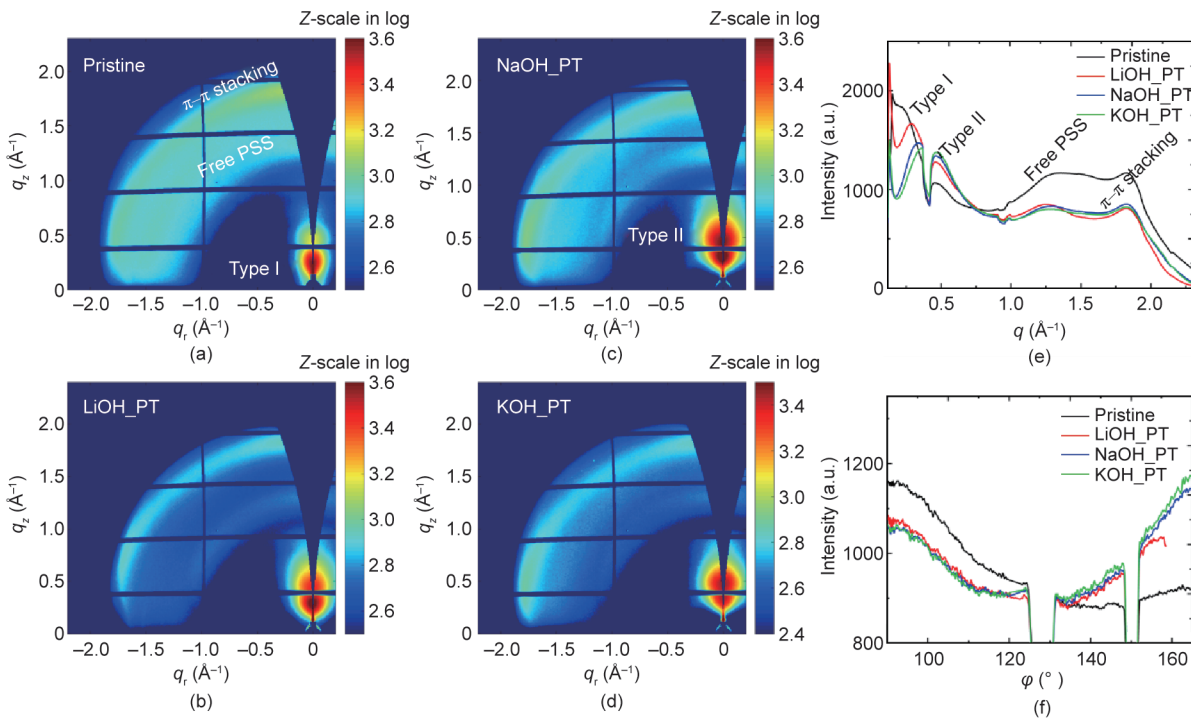 Z-scale in log
Pristine
π–π stacking
Free PSS
Type I
q_z (Å⁻¹)
2.0
1.5
1.0
0.5
0
–2.0 –1.5 –1.0 –0.5 0
q_r (Å⁻¹)
3.6
3.4
3.2
3.0
2.8
2.6
(a)
Z-scale in log
NaOH_PT
Type II
q_z (Å⁻¹)
2.0
1.5
1.0
0.5
0
–2.0 –1.5 –1.0 –0.5 0
q_r (Å⁻¹)
3.6
3.4
3.2
3.0
2.8
2.6
(c)
Pristine
LiOH_PT
NaOH_PT
KOH_PT
Type I
Type II
Free PSS
π–π stacking
Intensity (a.u.)
2000
1000
0
0.5 1.0 1.5 2.0
q (Å⁻¹)
(e)
Z-scale in log
LiOH_PT
q_z (Å⁻¹)
2.0
1.5
1.0
0.5
0
–2.0 –1.5 –1.0 –0.5 0
q_r (Å⁻¹)
3.6
3.4
3.2
3.0
2.8
2.6
(b)
Z-scale in log
KOH_PT
q_z (Å⁻¹)
2.0
1.5
1.0
0.5
0
–2.0 –1.5 –1.0 –0.5 0
q_r (Å⁻¹)
3.4
3.2
3.0
2.8
2.6
2.4
(d)
Pristine
LiOH_PT
NaOH_PT
KOH_PT
Intensity (a.u.)
1200
1000
800
100 120 140 160
φ (°)
(f)